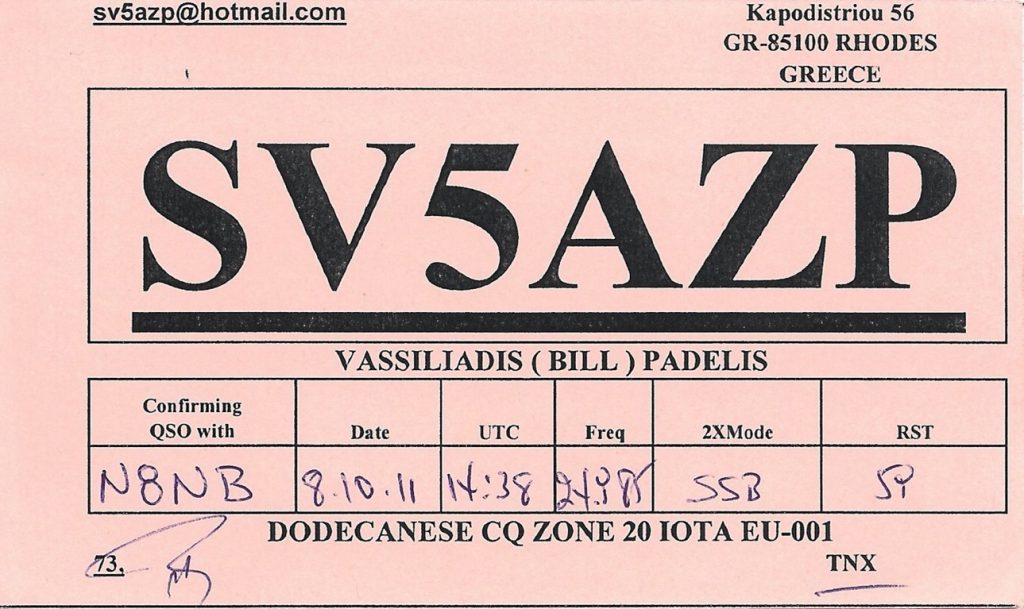 sv5azp@hotmail.com
Kapodistriou 56
GR-85100 RHODES
GREECE
SV5AZP
VASSILIADIS ( BILL ) PADELIS
Confirming QSO with Date UTC Freq 2XMode RST
N8NB 8.10.11 14:38 SSB 59
DODECANESE CQ ZONE 20 IOTA EU-001
73, TNX